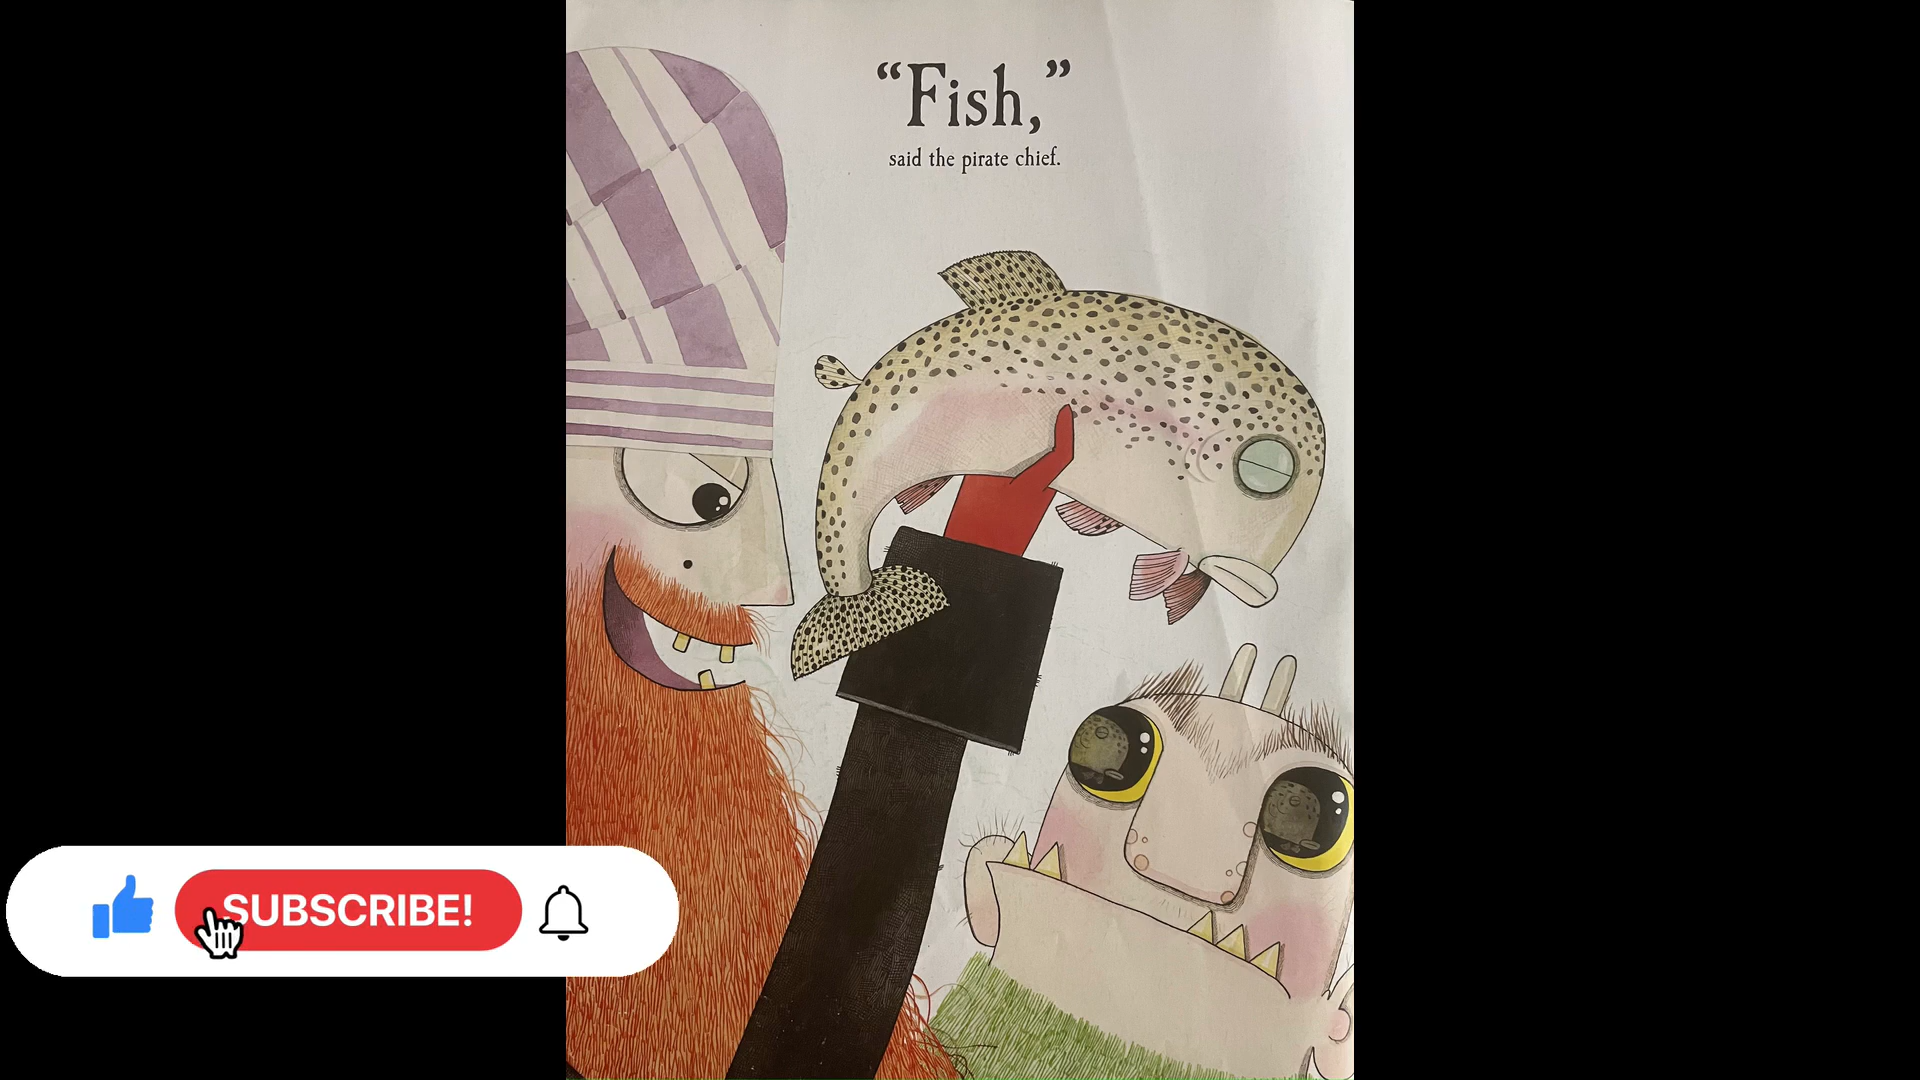 “Fish,”
said the pirate chief.
SUBSCRIBE!